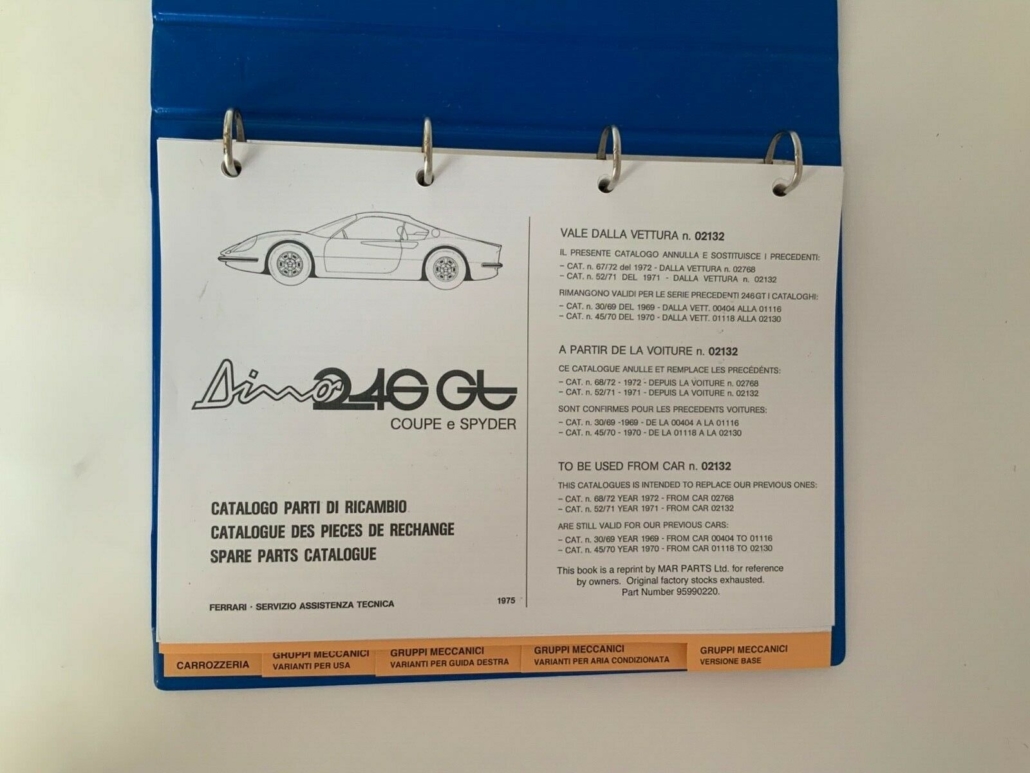 Dino 246 GT
COUPE e SPYDER
CATALOGO PARTI DI RICAMBIO
CATALOGUE DES PIECES DE RECHANGE
SPARE PARTS CATALOGUE
FERRARI - SERVIZIO ASSISTENZA TECNICA
1975
VALE DALLA VETTURA n. 02132
IL PRESENTE CATALOGO ANNULLA E SOSTITUISCE I PRECEDENTI:
- CAT. n. 67/72 del 1972 - DALLA VETTURA n. 02768
- CAT. n. 52/71 DEL 1971 - DALLA VETTURA n. 02132
RIMANGONO VALIDI PER LE SERIE PRECEDENTI 246GT I CATALOGHI:
- CAT. n. 30/69 DEL 1969 - DALLA VETT. 00404 ALLA 01116
- CAT. n. 45/70 DEL 1970 - DALLA VETT. 01118 ALLA 02130
A PARTIR DE LA VOITURE n. 02132
CE CATALOGUE ANULLE ET REMPLACE LES PRECÉDÉNTS:
- CAT. n. 68/72 - 1972 - DEPUIS LA VOITURE n. 02768
- CAT. n. 52/71 - 1971 - DEPUIS LA VOITURE n. 02132
SONT CONFIRMES POUR LES PRECEDENTS VOITURES:
- CAT. n. 30/69 -1969 - DE LA 00404 A LA 01116
- CAT. n. 45/70 - 1970 - DE LA 01118 A LA 02130
TO BE USED FROM CAR n. 02132
THIS CATALOGUES IS INTENDED TO REPLACE OUR PREVIOUS ONES:
- CAT. n. 68/72 YEAR 1972 - FROM CAR 02768
- CAT. n. 52/71 YEAR 1971 - FROM CAR 02132
ARE STILL VALID FOR OUR PREVIOUS CARS:
- CAT. n. 30/69 YEAR 1969 - FROM CAR 00404 TO 01116
- CAT. n. 45/70 YEAR 1970 - FROM CAR 01118 TO 02130
This book is a reprint by MAR PARTS Ltd. for reference
by owners. Original factory stocks exhausted.
Part Number 95990220.
CARROZZERIA
GRUPPI MECCANICI
VARIANTI PER USA
GRUPPI MECCANICI
VARIANTI PER GUIDA DESTRA
GRUPPI MECCANICI
VARIANTI PER ARIA CONDIZIONATA
GRUPPI MECCANICI
VERSIONE BASE